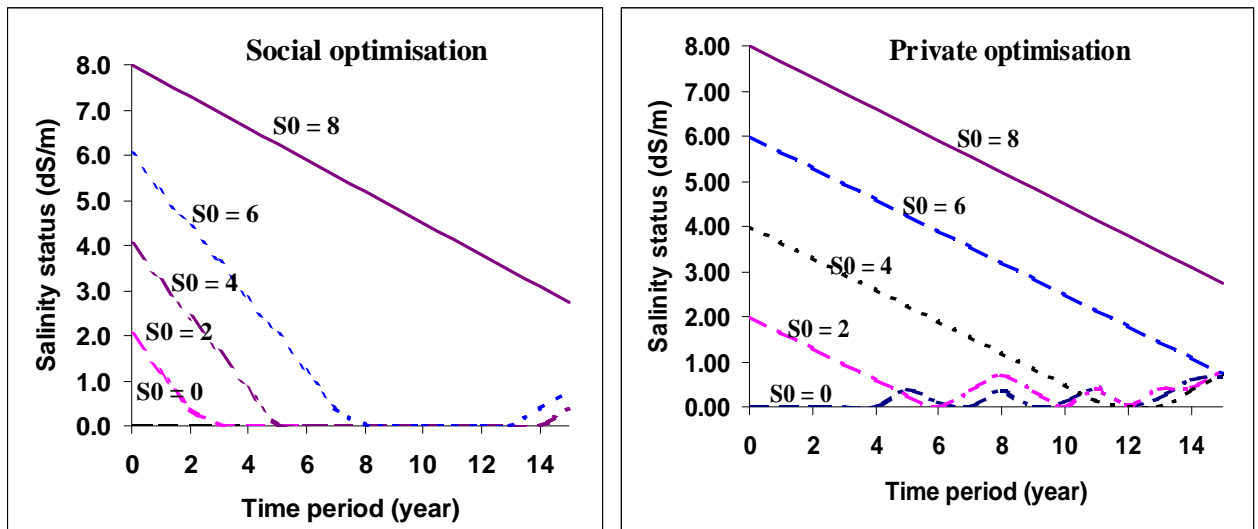 Social optimisation
Salinity status (dS/m)
8.0
7.0
6.0
5.0
4.0
3.0
2.0
1.0
0.0
S0 = 8
S0 = 6
S0 = 4
S0 = 2
S0 = 0
0 2 4 6 8 10 12 14
Time period (year)
Private optimisation
Salinity status (dS/m)
8.00
7.00
6.00
5.00
4.00
3.00
2.00
1.00
0.00
S0 = 8
S0 = 6
S0 = 4
S0 = 2
S0 = 0
0 2 4 6 8 10 12 14
Time period (year)